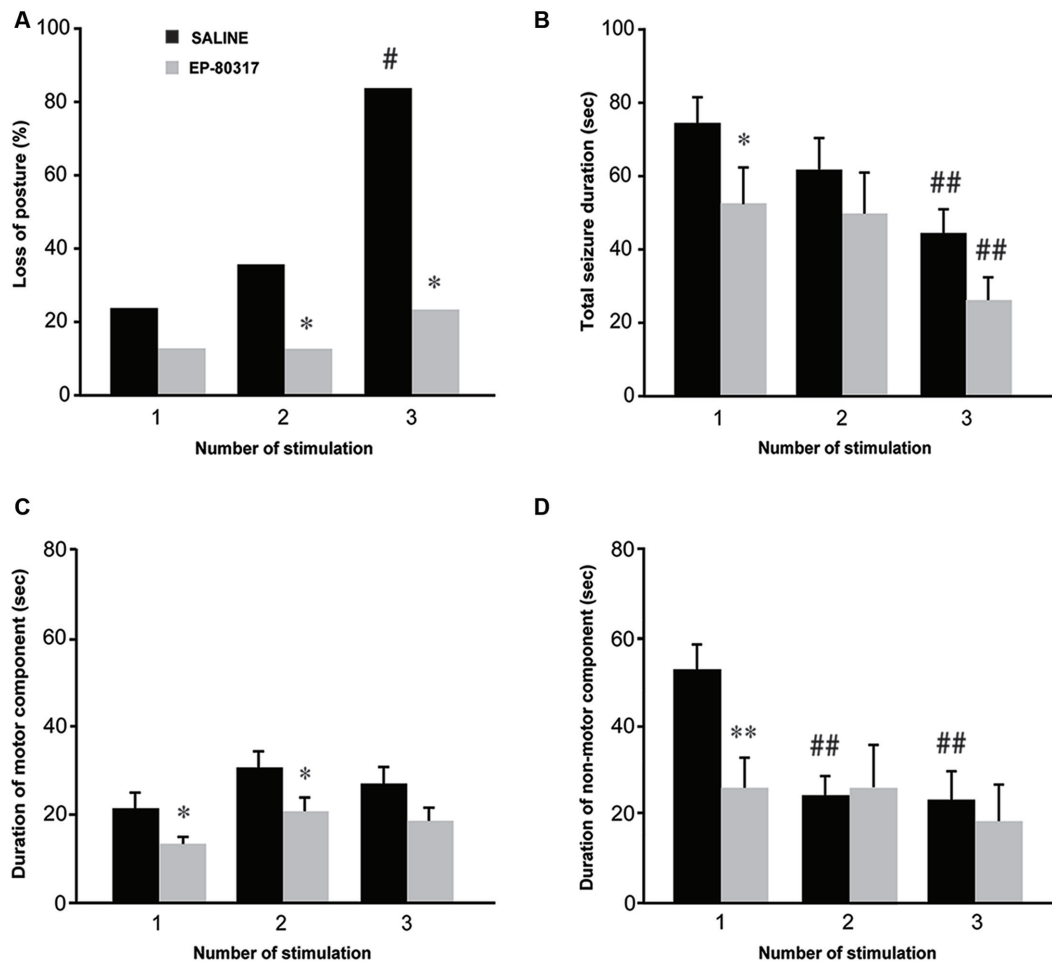 A
Loss of posture (%)
100
80
60
40
20
0
SALINE
EP-80317
#
*
*
1 2 3
Number of stimulation
B
Total seizure duration (sec)
100
80
60
40
20
0
*
##
##
1 2 3
Number of stimulation
C
Duration of motor component (sec)
80
60
40
20
0
*
*
1 2 3
Number of stimulation
D
Duration of non-motor component (sec)
80
60
40
20
0
**
##
##
1 2 3
Number of stimulation